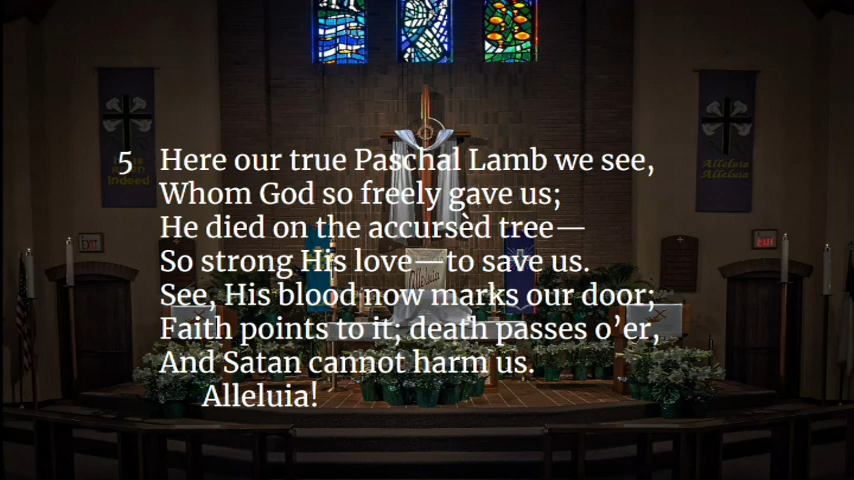 5 Here our true Paschal Lamb we see,
Whom God so freely gave us;
He died on the accursèd tree—
So strong His love—to save us.
See, His blood now marks our door;
Faith points to it; death passes o’er,
And Satan cannot harm us.
Alleluia!
Indeed
Alleluia
Alleluia
EXIT
Alleluia
EXIT